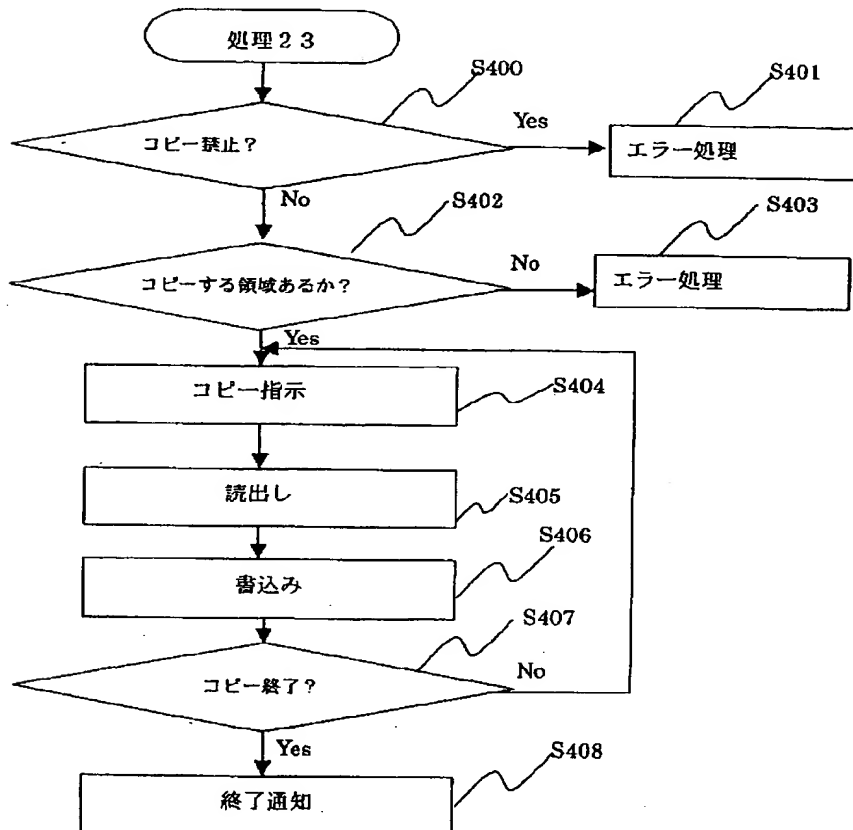 処理２３
S400
コピー禁止？
Yes
S401
エラー処理
No
S402
コピーする領域あるか？
No
S403
エラー処理
Yes
コピー指示
S404
読出し
S405
書込み
S406
コピー終了？
S407
No
Yes
終了通知
S408